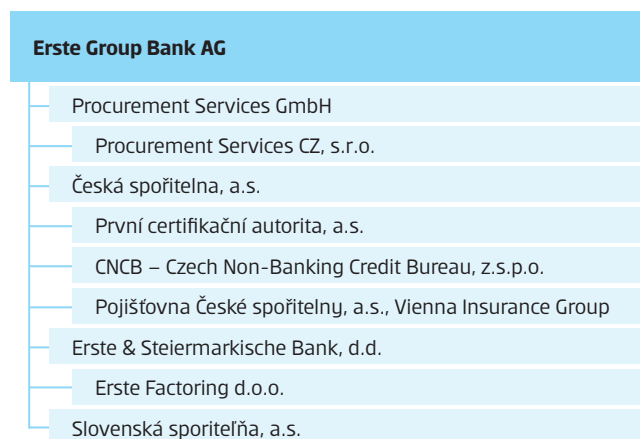 Erste Group Bank AG
Procurement Services GmbH
Procurement Services CZ, s.r.o.
Česká spořitelna, a.s.
První certifikační autorita, a.s.
CNCB – Czech Non-Banking Credit Bureau, z.s.p.o.
Pojišťovna České spořitelny, a.s., Vienna Insurance Group
Erste & Steiermarkische Bank, d.d.
Erste Factoring d.o.o.
Slovenská sporiteľňa, a.s.